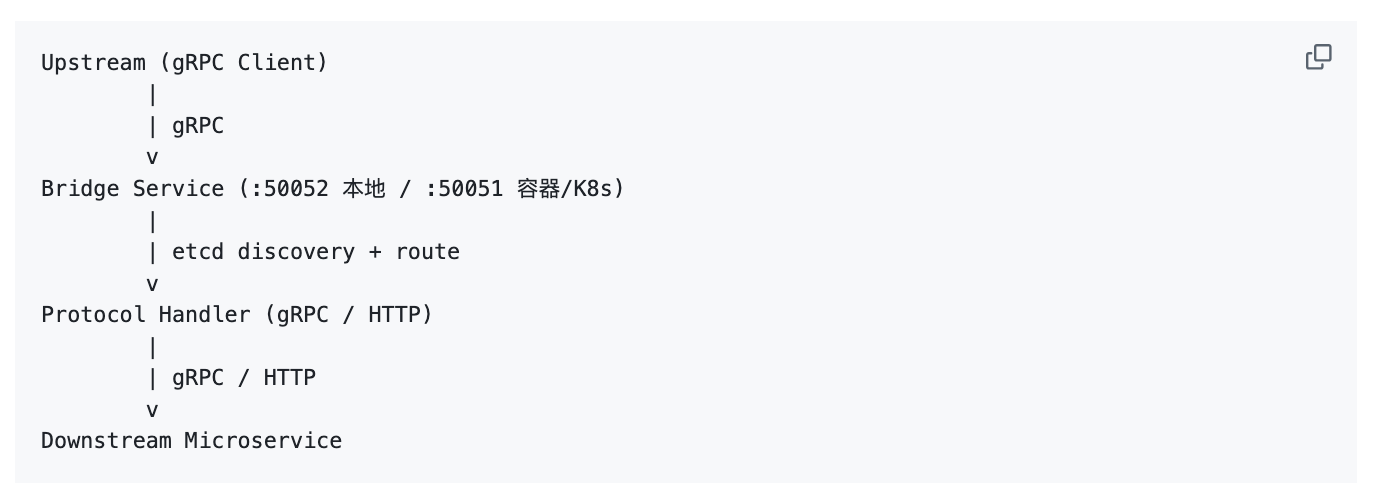 Upstream (gRPC Client)
|
| gRPC
v
Bridge Service (:50052 本地 / :50051 容器/K8s)
|
| etcd discovery + route
v
Protocol Handler (gRPC / HTTP)
|
| gRPC / HTTP
v
Downstream Microservice